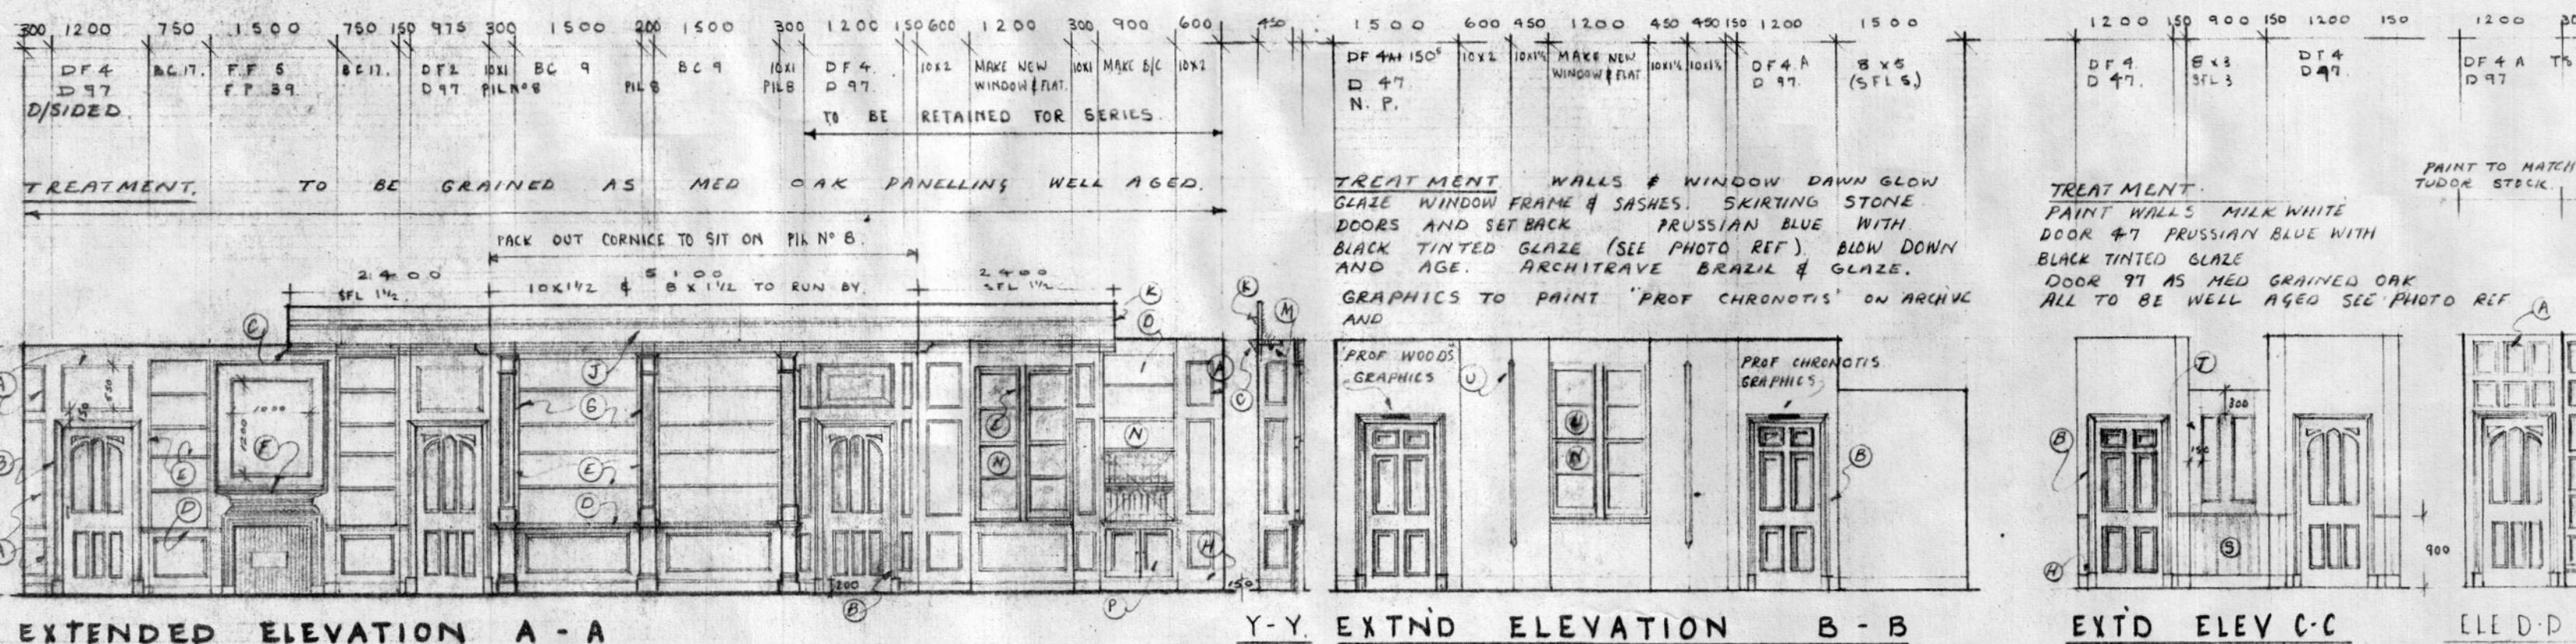 300 1200 750 1500 750 150 975 300 1500 200 1500 300 1200 150 600 1200 300 900 600 450
DF4 BC 17. F.F 5 BC 17. DF2 10x1 BC 9 BC 9 10x1 DF 4. 10x2 MAKE NEW 10x1 MAKE B/C 10x2
D 97 F P. 39. D 97 PIL Nº 8 PIL 8 PIL 8 D 97. WINDOW & FLAT.
D/SIDED.
TO BE RETAINED FOR SERIES.
TREATMENT. TO BE GRAINED AS MED OAK PANELLING WELL AGED.
PACK OUT CORNICE TO SIT ON PIL Nº 8.
2400 5100 2400
SFL 1½. 10X1½ & 8 X 1½ TO RUN BY. SFL 1½
K D K M
C J A C
G
150 550
1000
1200 F E E I N N
D D H
200 B P 150
EXTENDED ELEVATION A - A
Y-Y.
1500 600 450 1200 450 450 150 1200 1500
150⁵ 10x2 10x1½ MAKE NEW 10x1½ 10x1½ DF 4. A 8 x 5
D 47 WINDOW & FLAT. D 97. (SFL 5)
N. P.
TREATMENT WALLS & WINDOW DAWN GLOW
GLAZE WINDOW FRAME & SASHES. SKIRTING STONE
DOORS AND SET BACK PRUSSIAN BLUE WITH
BLACK TINTED GLAZE (SEE PHOTO REF). BLOW DOWN
AND AGE. ARCHITRAVE BRAZIL & GLAZE.
GRAPHICS TO PAINT "PROF CHRONOTIS" ON ARCHIVE
AND
"PROF WOODS" PROF CHRONOTIS
GRAPHICS GRAPHICS
U
N
B
EXTND ELEVATION B - B
1200 150 900 150 1200 150
DF 4. 8 x 3 DF 4
D 47. SFL 3 D 97.
TREATMENT.
PAINT WALLS MILK WHITE
DOOR 47 PRUSSIAN BLUE WITH
BLACK TINTED GLAZE
DOOR 97 AS MED GRAINED OAK
ALL TO BE WELL AGED SEE PHOTO REF
T
300
B 150
S 900
H
EXT'D ELEV C-C
1200
DF 4 A
D 97
PAINT TO MATCH
TUDOR STOCK.
A
ELE D-D